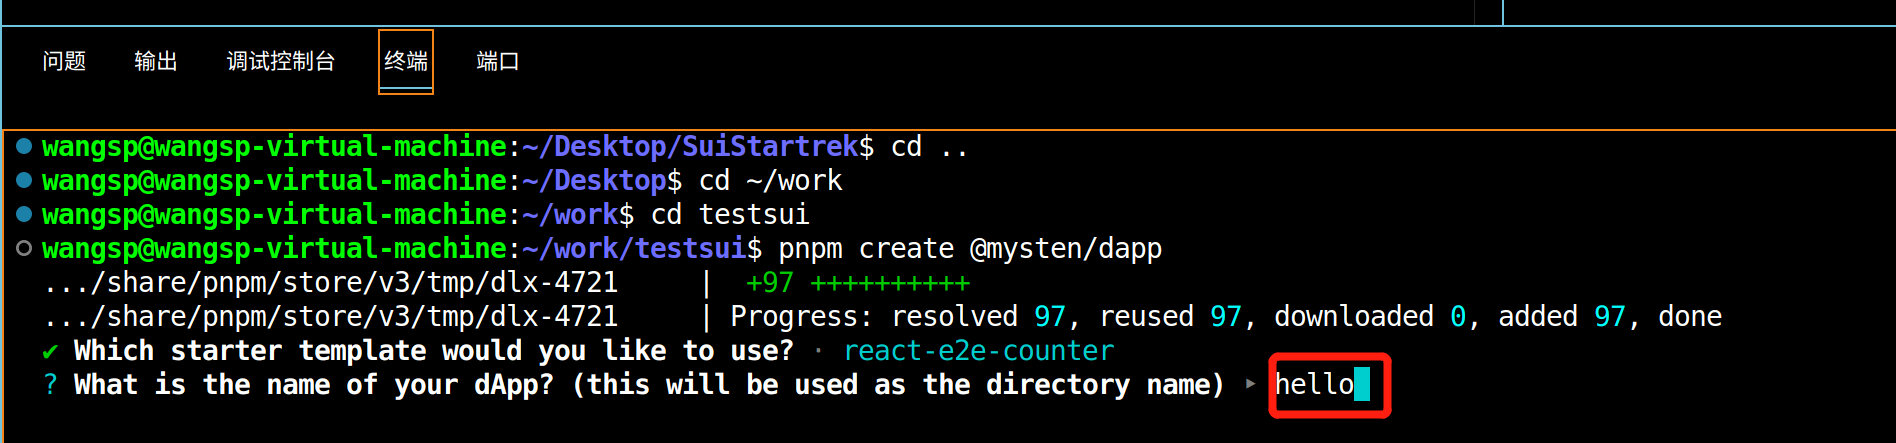 问题 输出 调试控制台 终端 端口
wangsp@wangsp-virtual-machine:~/Desktop/SuiStartrek$ cd ..
wangsp@wangsp-virtual-machine:~/Desktop$ cd ~/work
wangsp@wangsp-virtual-machine:~/work$ cd testsui
wangsp@wangsp-virtual-machine:~/work/testsui$ pnpm create @mysten/dapp
.../share/pnpm/store/v3/tmp/dlx-4721 | +97 ++++++++++
.../share/pnpm/store/v3/tmp/dlx-4721 | Progress: resolved 97, reused 97, downloaded 0, added 97, done
✔ Which starter template would you like to use? · react-e2e-counter
? What is the name of your dApp? (this will be used as the directory name) ▸ hello